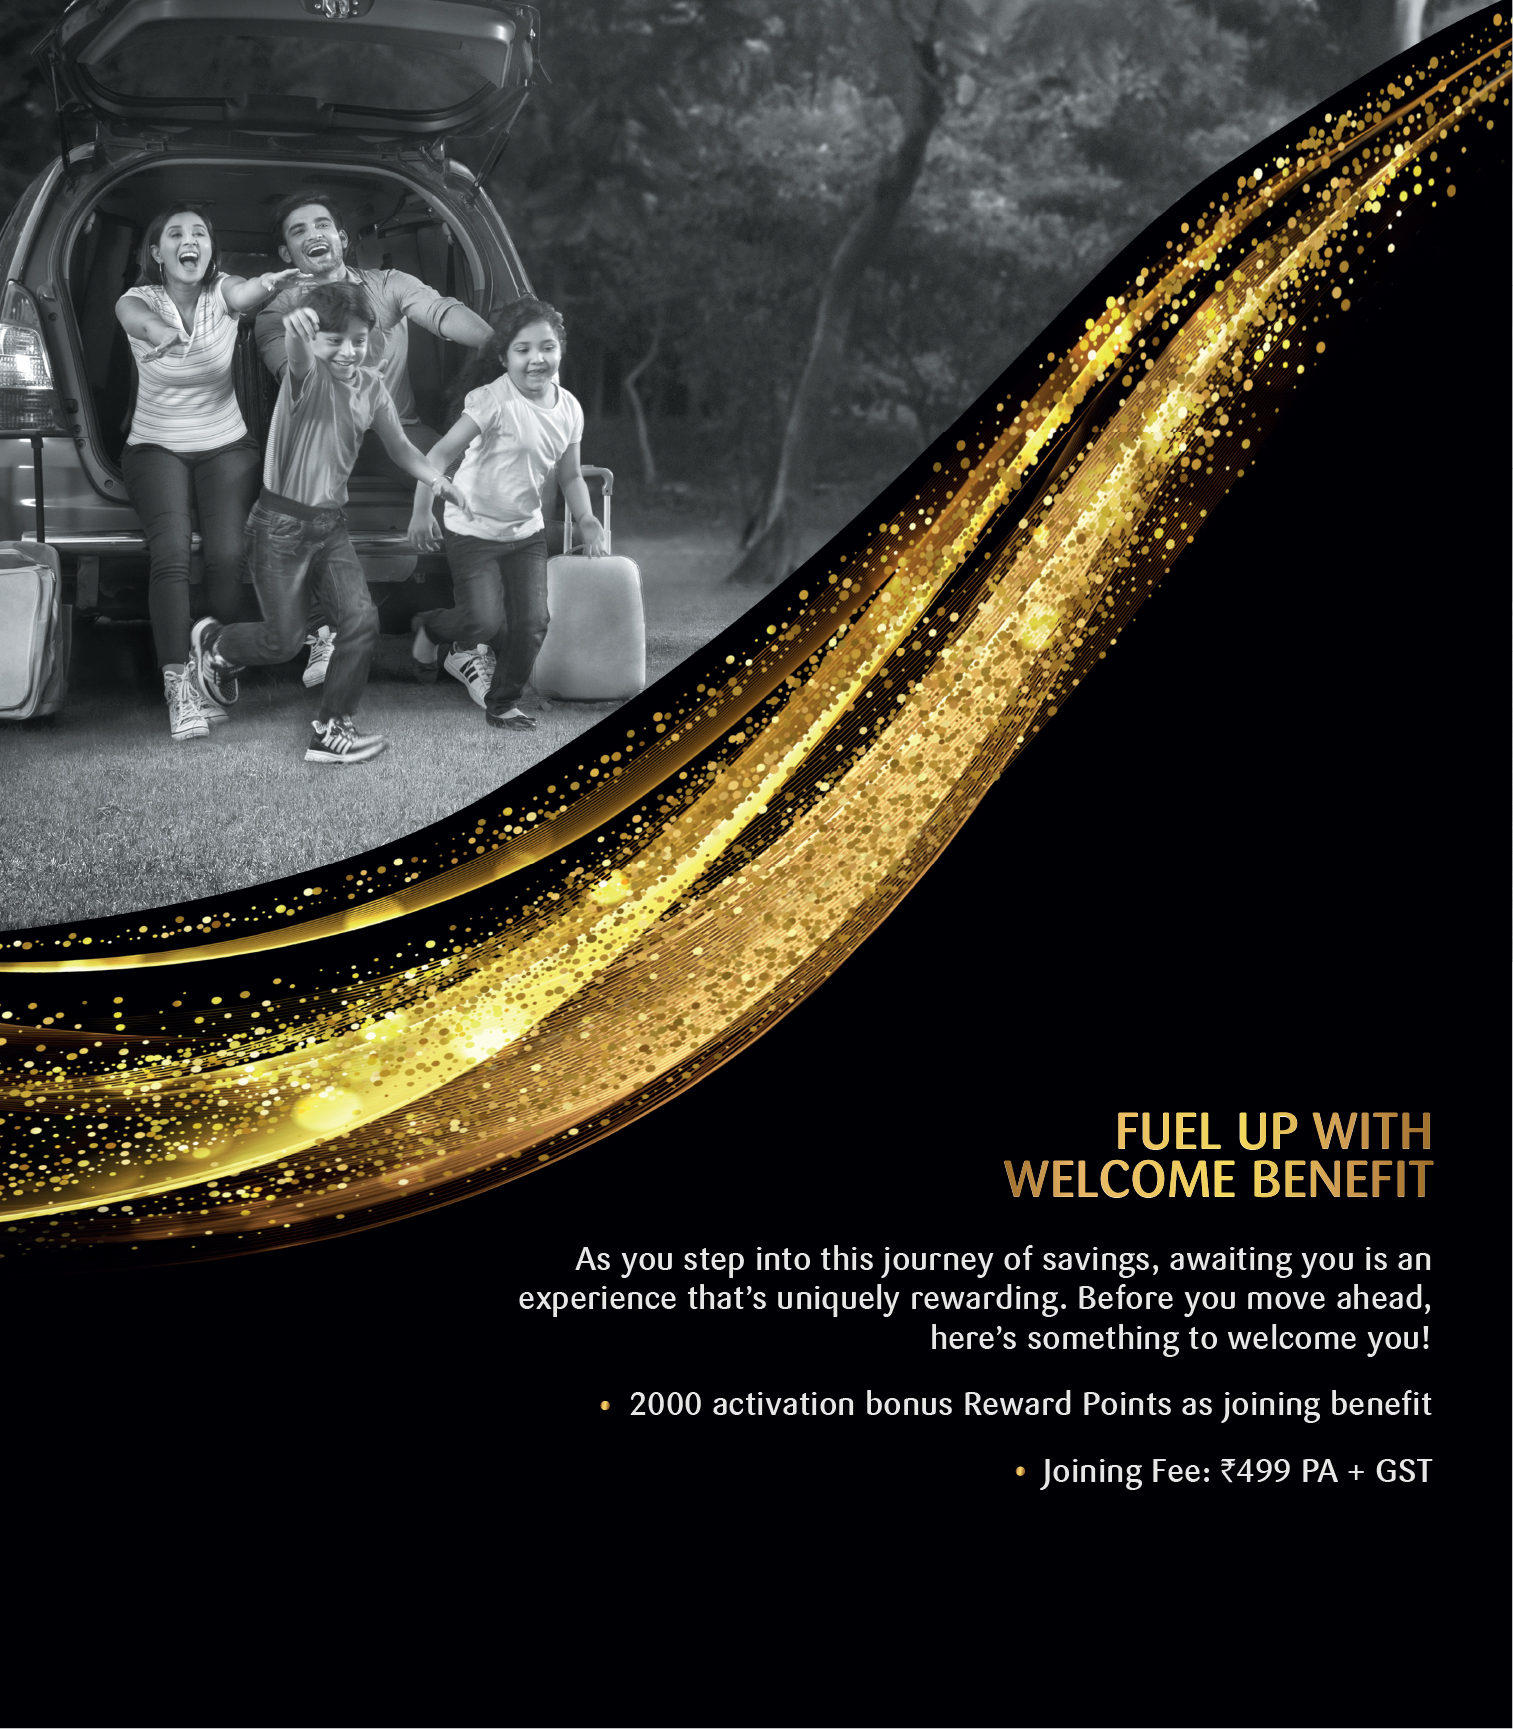 FUEL UP WITH
WELCOME BENEFIT
As you step into this journey of savings, awaiting you is an
experience that’s uniquely rewarding. Before you move ahead,
here’s something to welcome you!
• 2000 activation bonus Reward Points as joining benefit
• Joining Fee: ₹499 PA + GST